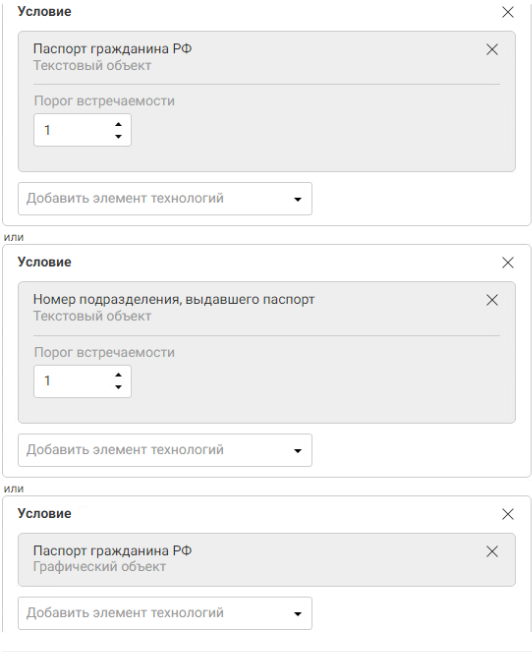 Условие
Паспорт гражданина РФ
Текстовый объект
Порог встречаемости
1
Добавить элемент технологий
или
Условие
Номер подразделения, выдавшего паспорт
Текстовый объект
Порог встречаемости
1
Добавить элемент технологий
или
Условие
Паспорт гражданина РФ
Графический объект
Добавить элемент технологий